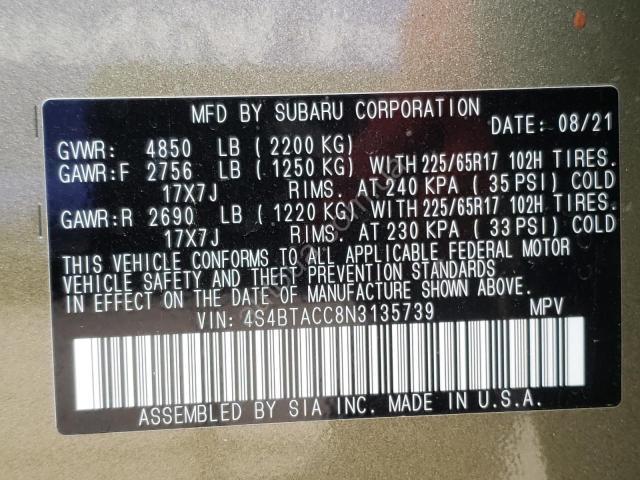 MFD BY SUBARU CORPORATION
DATE: 08/21
GVWR: 4850 LB (2200 KG)
GAWR:F 2756 LB (1250 KG) WITH 225/65R17 102H TIRES.
17X7J RIMS. AT 240 KPA (35 PSI) COLD
GAWR:R 2690 LB (1220 KG) WITH 225/65R17 102H TIRES.
17X7J RIMS. AT 230 KPA (33 PSI) COLD
THIS VEHICLE CONFORMS TO ALL APPLICABLE FEDERAL MOTOR
VEHICLE SAFETY AND THEFT PREVENTION STANDARDS
IN EFFECT ON THE DATE OF MANUFACTURE SHOWN ABOVE.
VIN: 4S4BTACC8N3135739 MPV
ASSEMBLED BY SIA INC. MADE IN U.S.A.